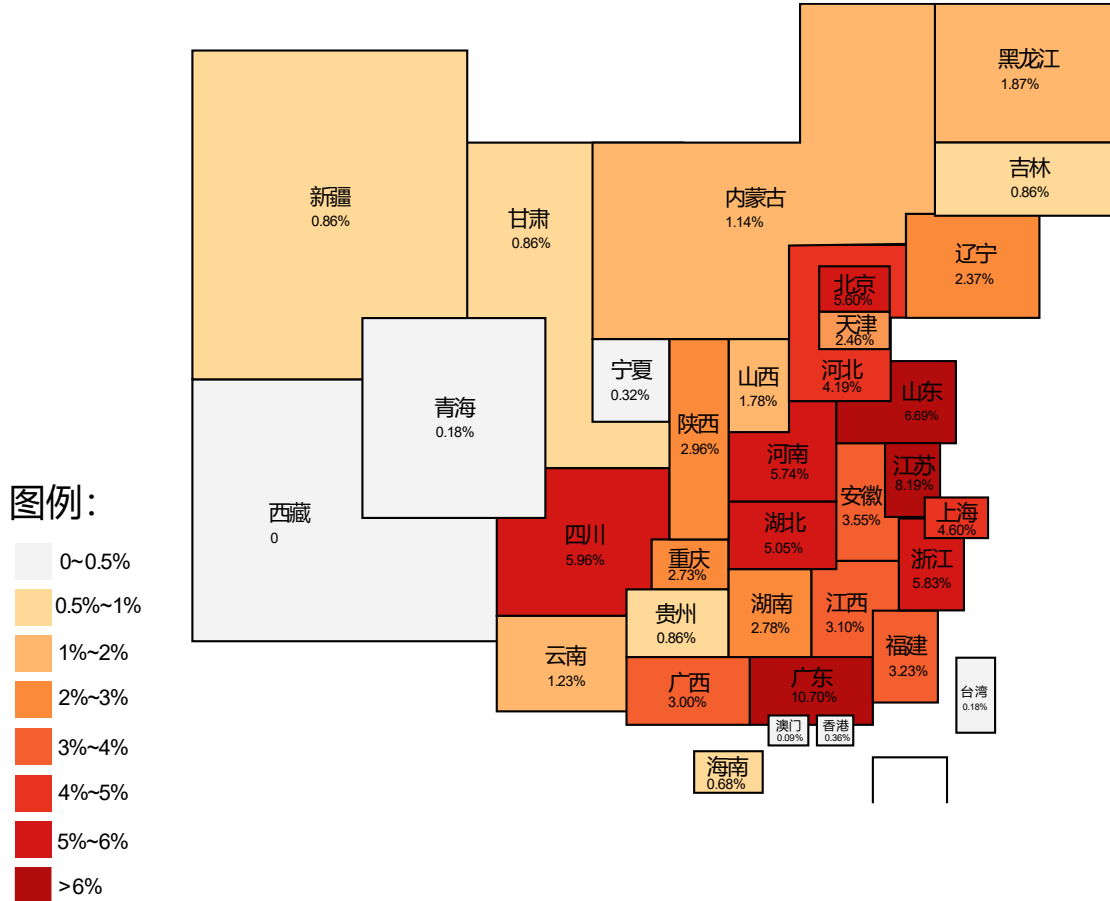 黑龙江
1.87%
吉林
0.86%
新疆
0.86%
甘肃
0.86%
内蒙古
1.14%
辽宁
2.37%
北京
5.60%
天津
2.46%
河北
4.19%
宁夏
0.32%
山西
1.78%
山东
6.69%
青海
0.18%
陕西
2.96%
河南
5.74%
江苏
8.19%
安徽
3.55%
上海
4.60%
西藏
0
四川
5.96%
湖北
5.05%
浙江
5.83%
重庆
2.73%
贵州
0.86%
湖南
2.78%
江西
3.10%
福建
3.23%
云南
1.23%
广西
3.00%
广东
10.70%
台湾
0.18%
澳门
0.09%
香港
0.36%
海南
0.68%
图例：
0~0.5%
0.5%~1%
1%~2%
2%~3%
3%~4%
4%~5%
5%~6%
>6%